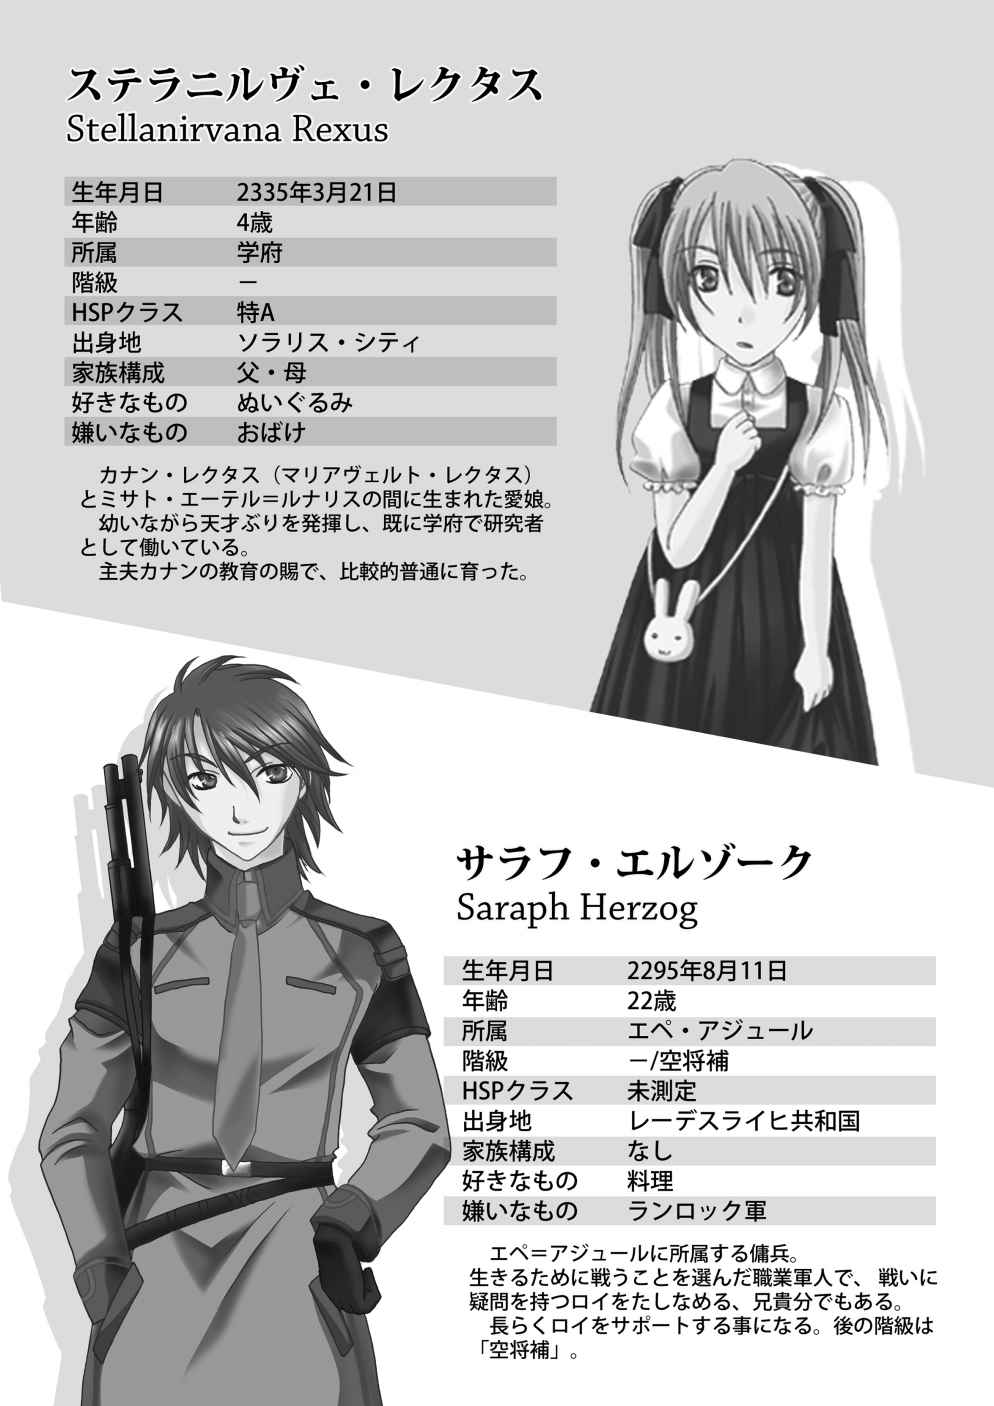 ステラニルヴェ・レクタス
Stellanirvana Rexus
生年月日 2335年3月21日
年齢 4歳
所属 学府
階級 －
HSPクラス 特A
出身地 ソラリス・シティ
家族構成 父・母
好きなもの ぬいぐるみ
嫌いなもの おばけ
カナン・レクタス（マリアヴェルト・レクタス）
とミサト・エーテル＝ルナリスの間に生まれた愛娘。
幼いながら天才ぶりを発揮し、既に学府で研究者
として働いている。
主夫カナンの教育の賜で、比較的普通に育った。
サラフ・エルゾーク
Saraph Herzog
生年月日 2295年8月11日
年齢 22歳
所属 エペ・アジュール
階級 －/空将補
HSPクラス 未測定
出身地 レーデスライヒ共和国
家族構成 なし
好きなもの 料理
嫌いなもの ランロック軍
エペ＝アジュールに所属する傭兵。
生きるために戦うことを選んだ職業軍人で、戦いに
疑問を持つロイをたしなめる、兄貴分でもある。
長らくロイをサポートする事になる。後の階級は
「空将補」。